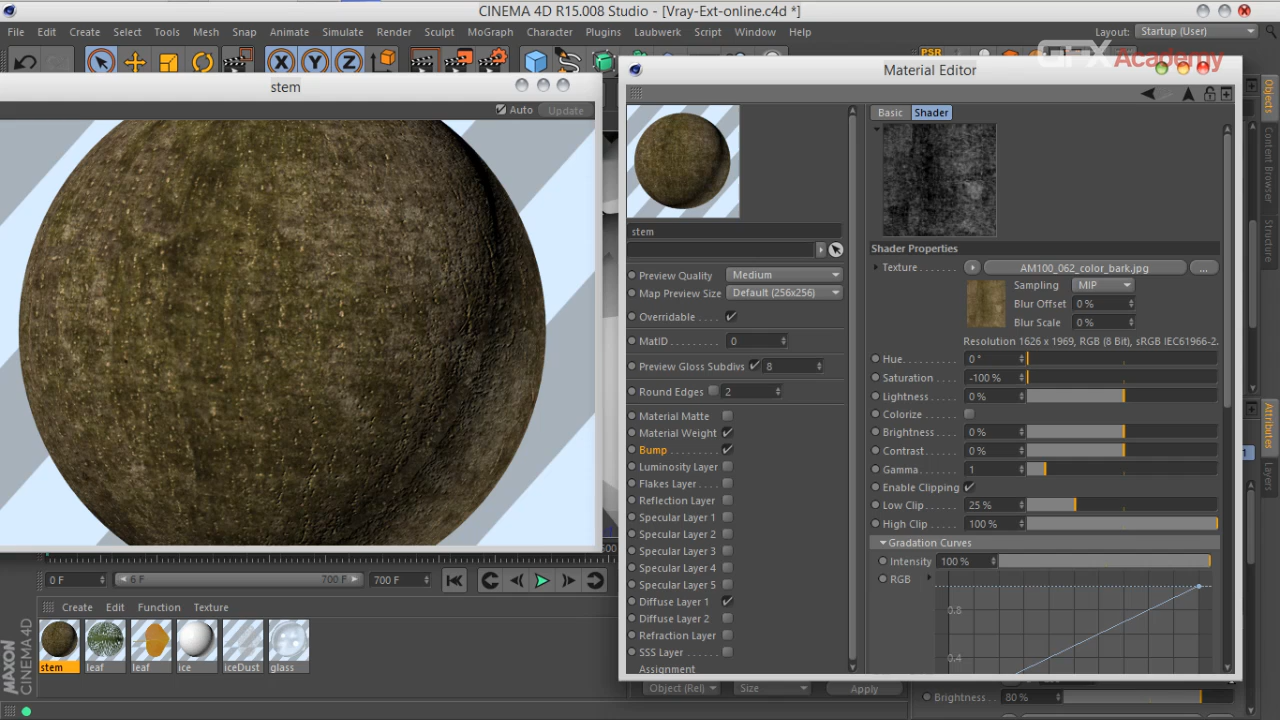 CINEMA 4D R15.008 Studio - [Vray-Ext-online.c4d *]
File Edit Create Select Tools Mesh Snap Animate Simulate Render Sculpt MoGraph Character Plugins Laubwerk Script Window Help Layout: Startup (User)
X Y Z PSR GFX Academy
stem
Auto Update
Material Editor
Basic Shader
stem
Preview Quality Medium
Map Preview Size Default (256x256)
Overridable
MatID 0
Preview Gloss Subdivs 8
Round Edges 2
Material Matte
Material Weight
Bump
Luminosity Layer
Flakes Layer
Reflection Layer
Specular Layer 1
Specular Layer 2
Specular Layer 3
Specular Layer 4
Specular Layer 5
Diffuse Layer 1
Diffuse Layer 2
Refraction Layer
SSS Layer
Assignment
Shader Properties
Texture AM100_062_color_bark.jpg ...
Sampling MIP
Blur Offset 0 %
Blur Scale 0 %
Resolution 1626 x 1969, RGB (8 Bit), sRGB IEC61966-2.
Hue 0 °
Saturation -100 %
Lightness 0 %
Colorize
Brightness 0 %
Contrast 0 %
Gamma 1
Enable Clipping
Low Clip 25 %
High Clip 100 %
Gradation Curves
Intensity 100 %
RGB
0.8
0.4
Objects
Content Browser
Structure
Attributes
Layers
0 F 6 F 700 F 700 F
Create Edit Function Texture
stem leaf leaf ice iceDust glass
MAXON
CINEMA 4D
Object (Rel) Size Apply
Brightness 80 %